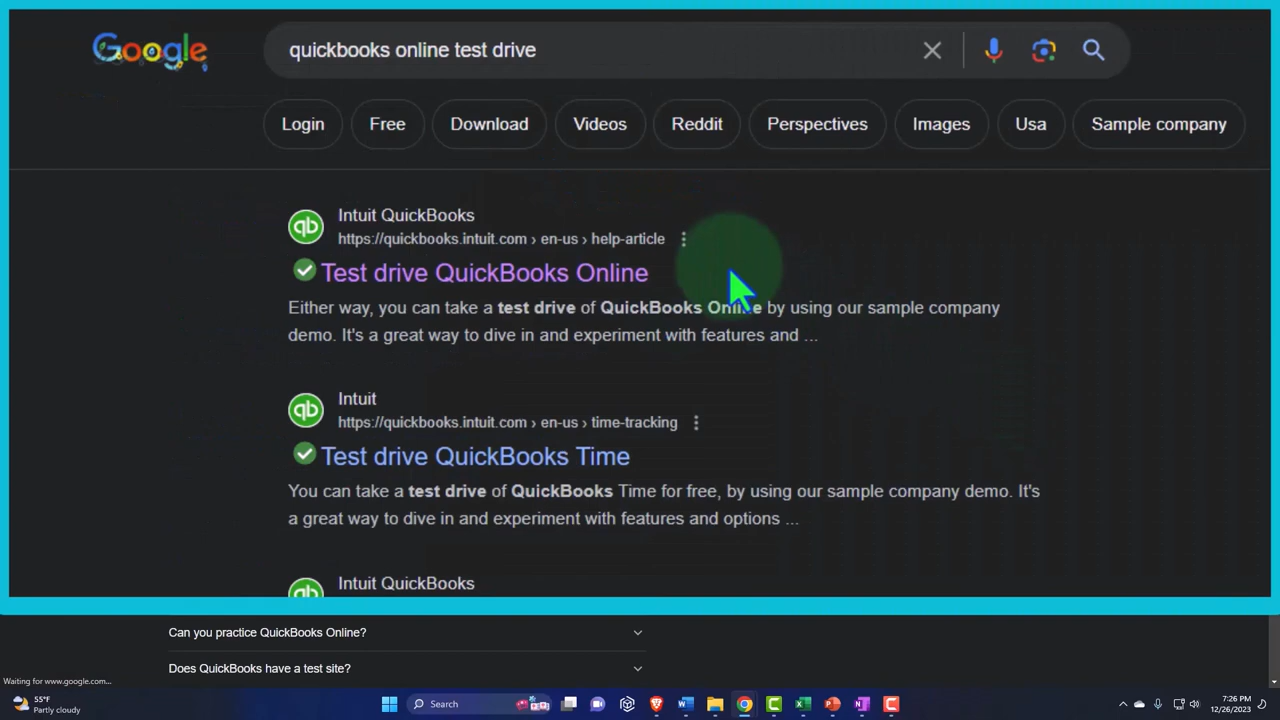 Google
quickbooks online test drive
Login Free Download Videos Reddit Perspectives Images Usa Sample company
Intuit QuickBooks
https://quickbooks.intuit.com › en-us › help-article
Test drive QuickBooks Online
Either way, you can take a test drive of QuickBooks Online by using our sample company
demo. It's a great way to dive in and experiment with features and ...
Intuit
https://quickbooks.intuit.com › en-us › time-tracking
Test drive QuickBooks Time
You can take a test drive of QuickBooks Time for free, by using our sample company demo. It's
a great way to dive in and experiment with features and options ...
Intuit QuickBooks
Can you practice QuickBooks Online?
Does QuickBooks have a test site?
Waiting for www.google.com...
55°F
Partly cloudy
Search
7:26 PM
12/26/2023